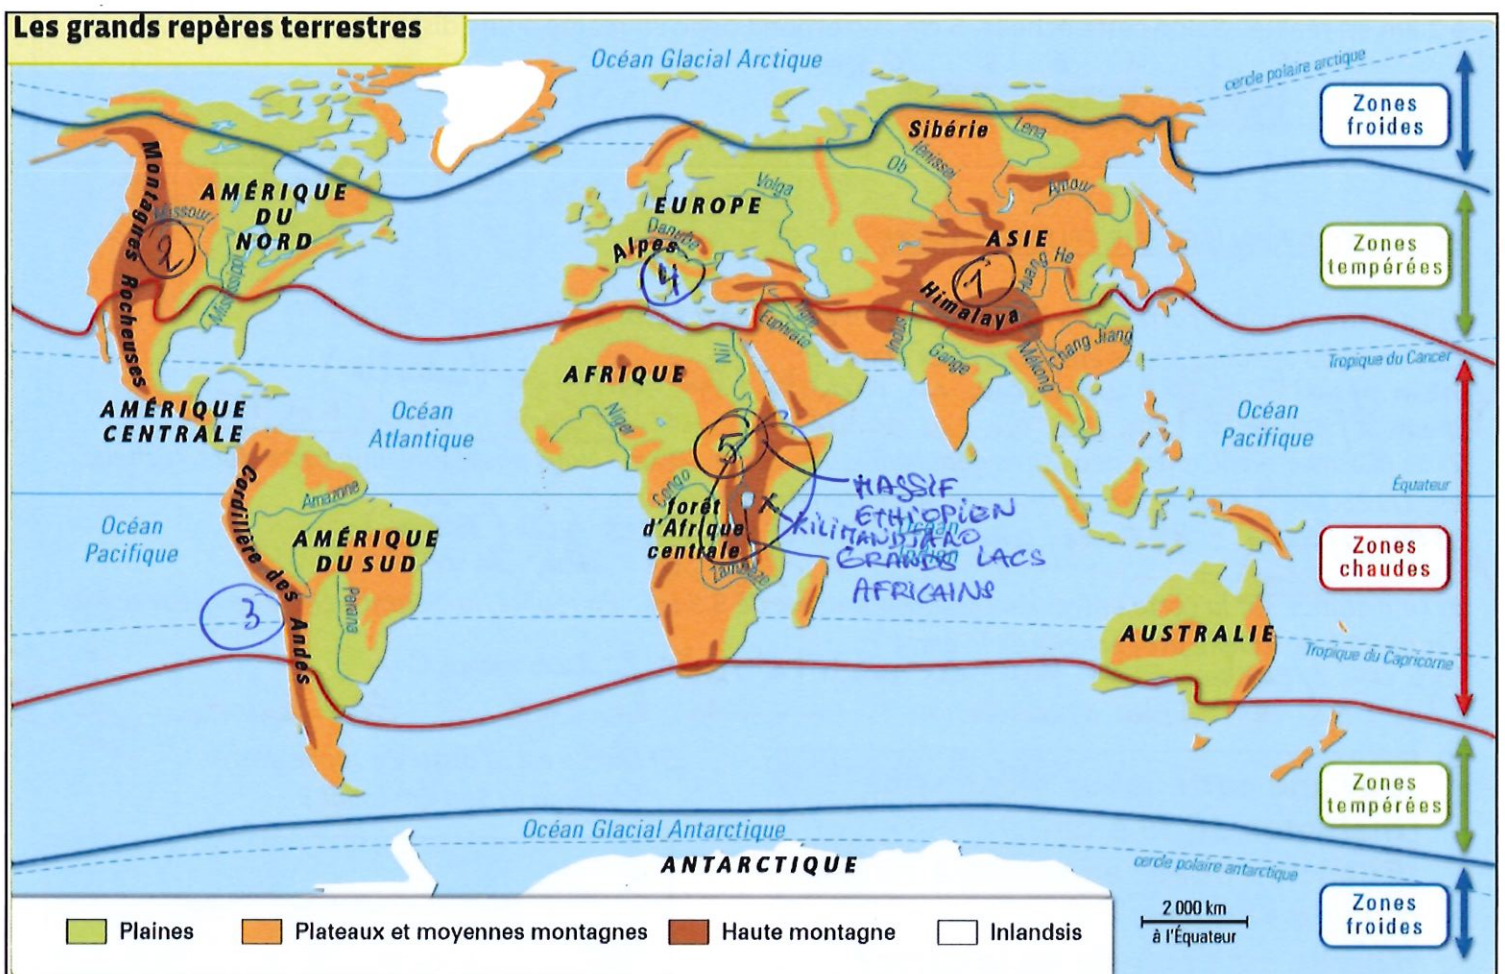 Les grands repères terrestres
Océan Glacial Arctique
cercle polaire arctique
Zones
froides
Sibérie
Lena
Iénisseï
Ob
Amour
Montagnes Rocheuses
AMÉRIQUE
DU
NORD
Missouri
Mississippi
2
EUROPE
Volga
Danube
Alpes
4
ASIE
Huang He
1
Himalaya
Zones
tempérées
Tigre
Euphrate
Indus
Gange
Mékong
Chang Jiang
Tropique du Cancer
AFRIQUE
Nil
Niger
AMÉRIQUE
CENTRALE
Océan
Atlantique
Océan
Pacifique
5
Congo
forêt
d'Afrique
centrale
Zambèze
X
MASSIF
ETHIOPIEN
KILIMANDJARO
GRANDS LACS
AFRICAINS
Océan
Indien
Équateur
Cordillère des Andes
Amazone
Océan
Pacifique
AMÉRIQUE
DU SUD
Parana
3
Zones
chaudes
AUSTRALIE
Tropique du Capricorne
Zones
tempérées
Océan Glacial Antarctique
ANTARCTIQUE
cercle polaire antarctique
Zones
froides
Plaines
Plateaux et moyennes montagnes
Haute montagne
Inlandsis
2 000 km
à l'Équateur